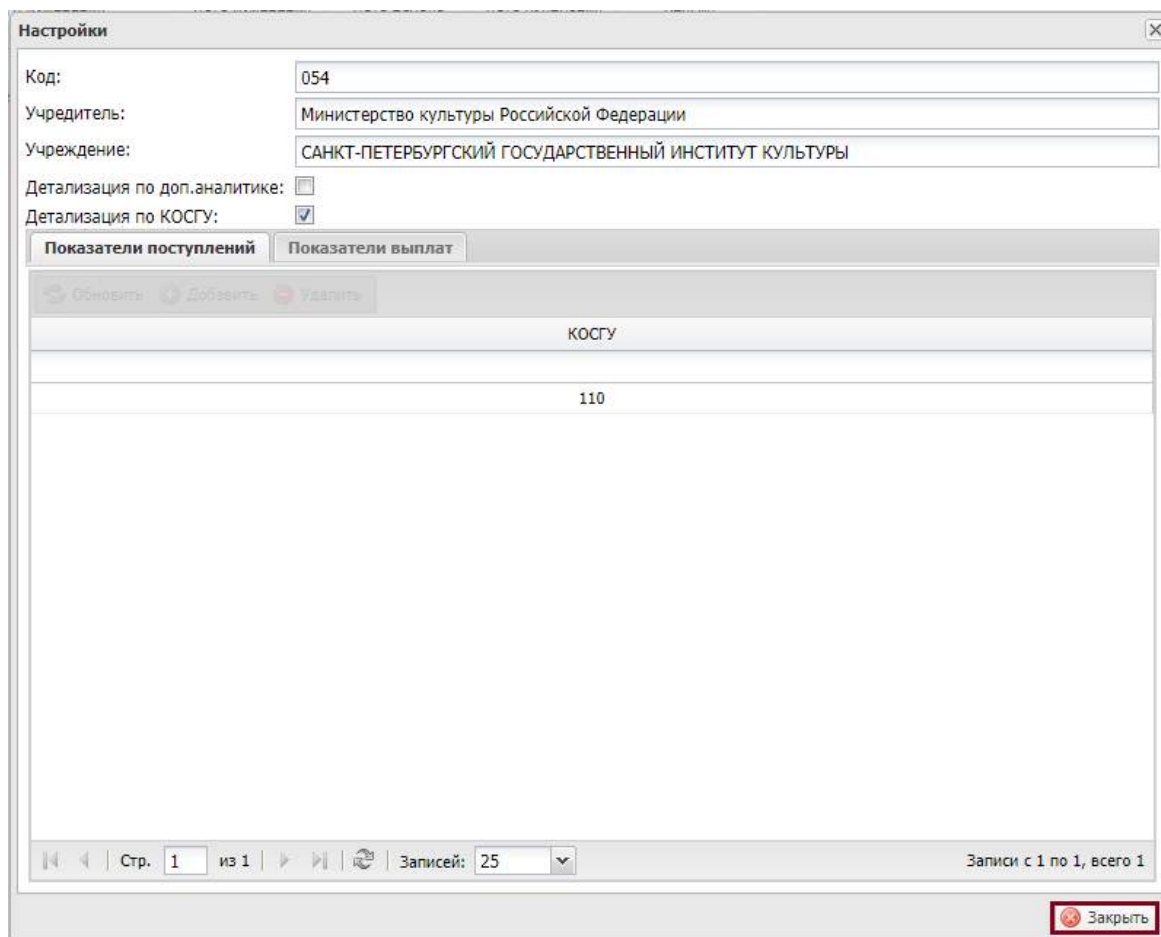 Настройки
Код: 054
Учредитель: Министерство культуры Российской Федерации
Учреждение: САНКТ-ПЕТЕРБУРГСКИЙ ГОСУДАРСТВЕННЫЙ ИНСТИТУТ КУЛЬТУРЫ
Детализация по доп.аналитике:
Детализация по КОСГУ:
Показатели поступлений Показатели выплат
Обновить Добавить Удалить
КОСГУ
110
Стр. 1 из 1 Записей: 25 Записи с 1 по 1, всего 1
Закрыть